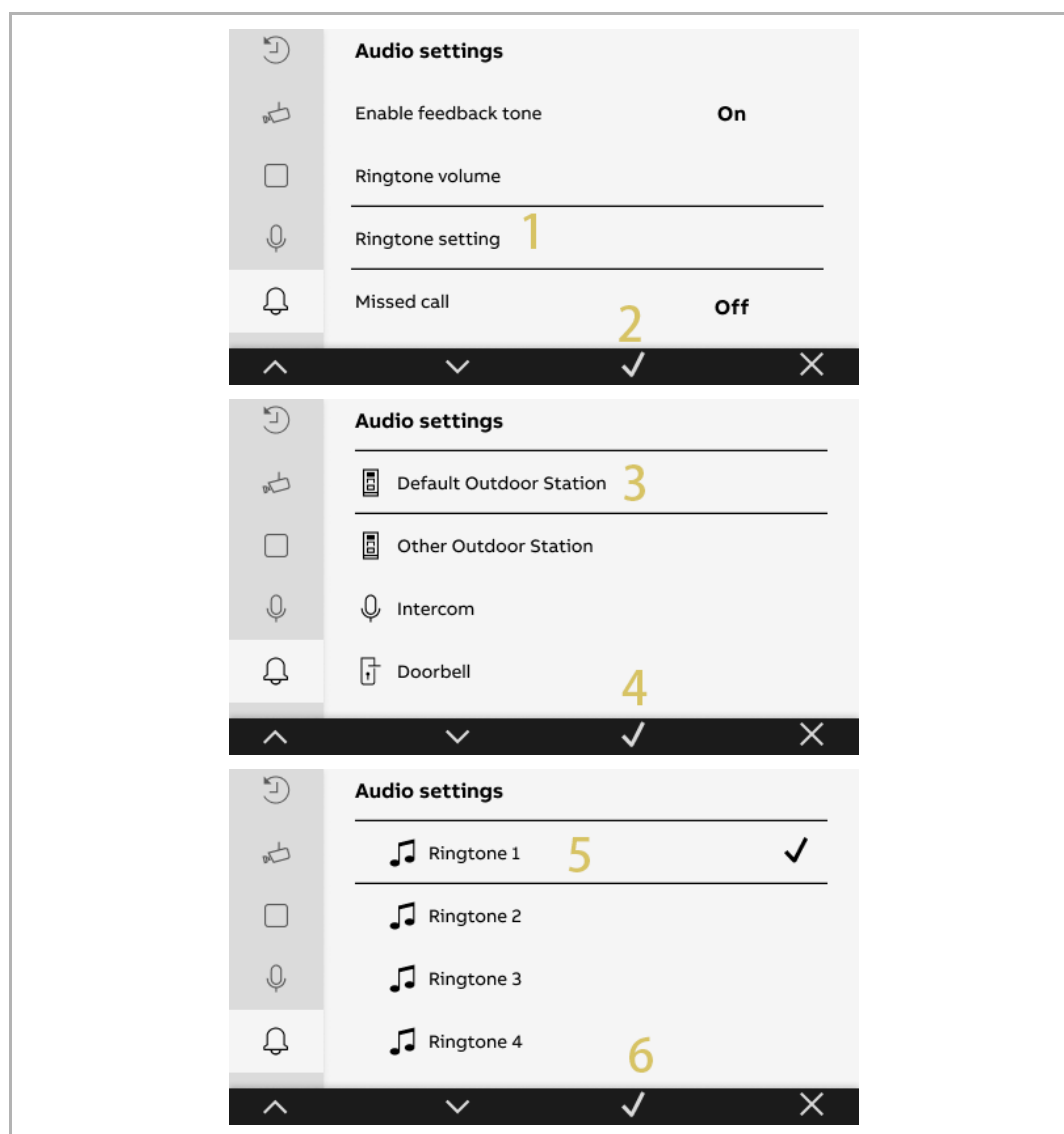 Audio settings
Enable feedback tone On
Ringtone volume
Ringtone setting 1
Missed call Off
2
Audio settings
Default Outdoor Station 3
Other Outdoor Station
Intercom
Doorbell
4
Audio settings
Ringtone 1 5
Ringtone 2
Ringtone 3
Ringtone 4
6